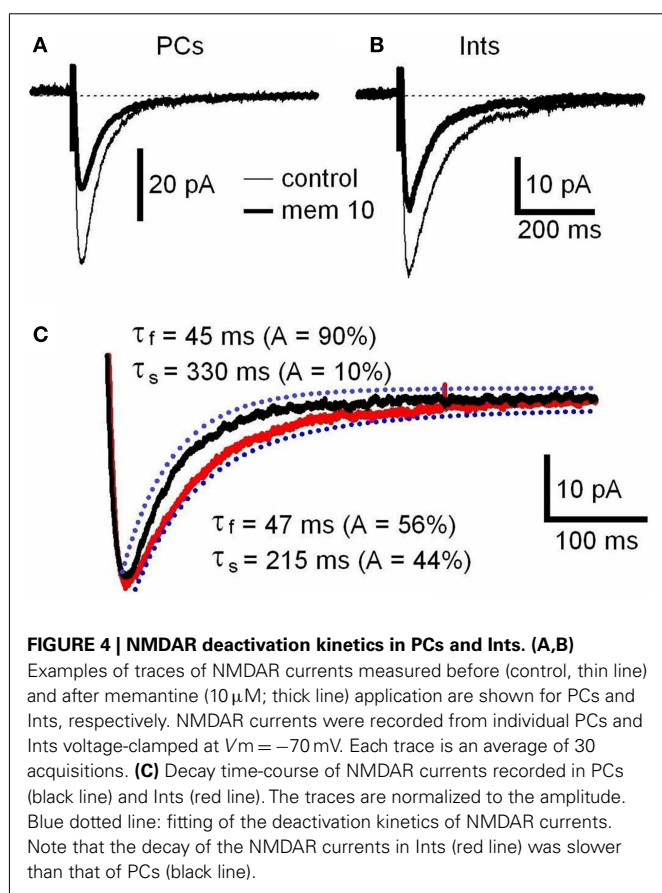 A PCs B Ints
20 pA
control
mem 10
10 pA
200 ms
C
τf = 45 ms (A = 90%)
τs = 330 ms (A = 10%)
10 pA
100 ms
τf = 47 ms (A = 56%)
τs = 215 ms (A = 44%)
FIGURE 4 | NMDAR deactivation kinetics in PCs and Ints. (A,B)
Examples of traces of NMDAR currents measured before (control, thin line)
and after memantine (10 μM; thick line) application are shown for PCs and
Ints, respectively. NMDAR currents were recorded from individual PCs and
Ints voltage-clamped at Vm = −70 mV. Each trace is an average of 30
acquisitions. (C) Decay time-course of NMDAR currents recorded in PCs
(black line) and Ints (red line). The traces are normalized to the amplitude.
Blue dotted line: fitting of the deactivation kinetics of NMDAR currents.
Note that the decay of the NMDAR currents in Ints (red line) was slower
than that of PCs (black line).